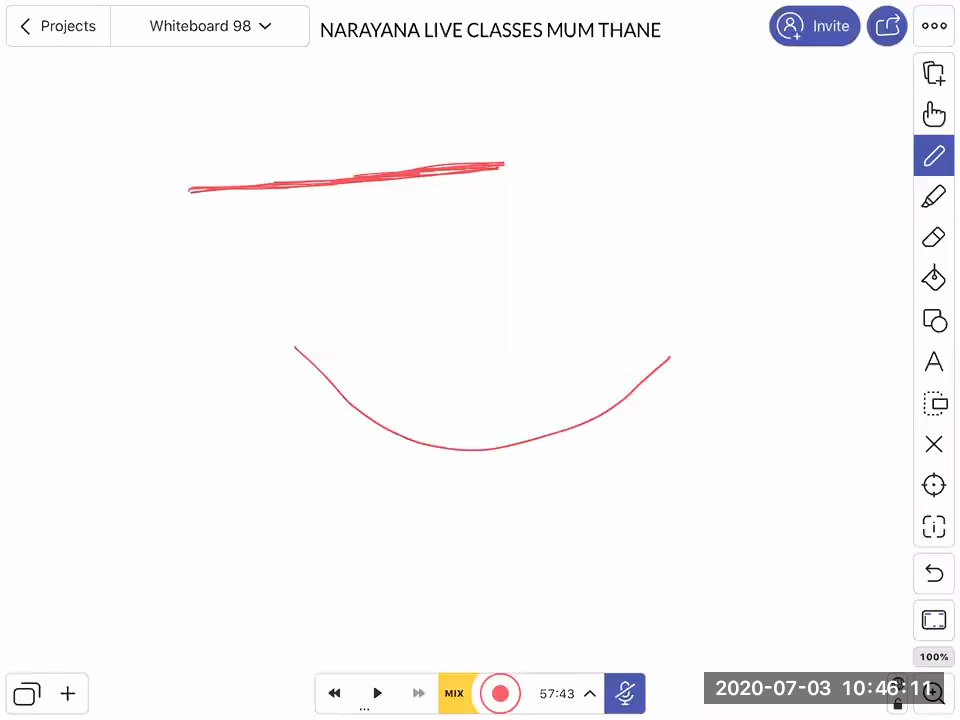 Projects
Whiteboard 98
NARAYANA LIVE CLASSES MUM THANE
Invite
A
100%
MIX
57:43
2020-07-03 10:46:11